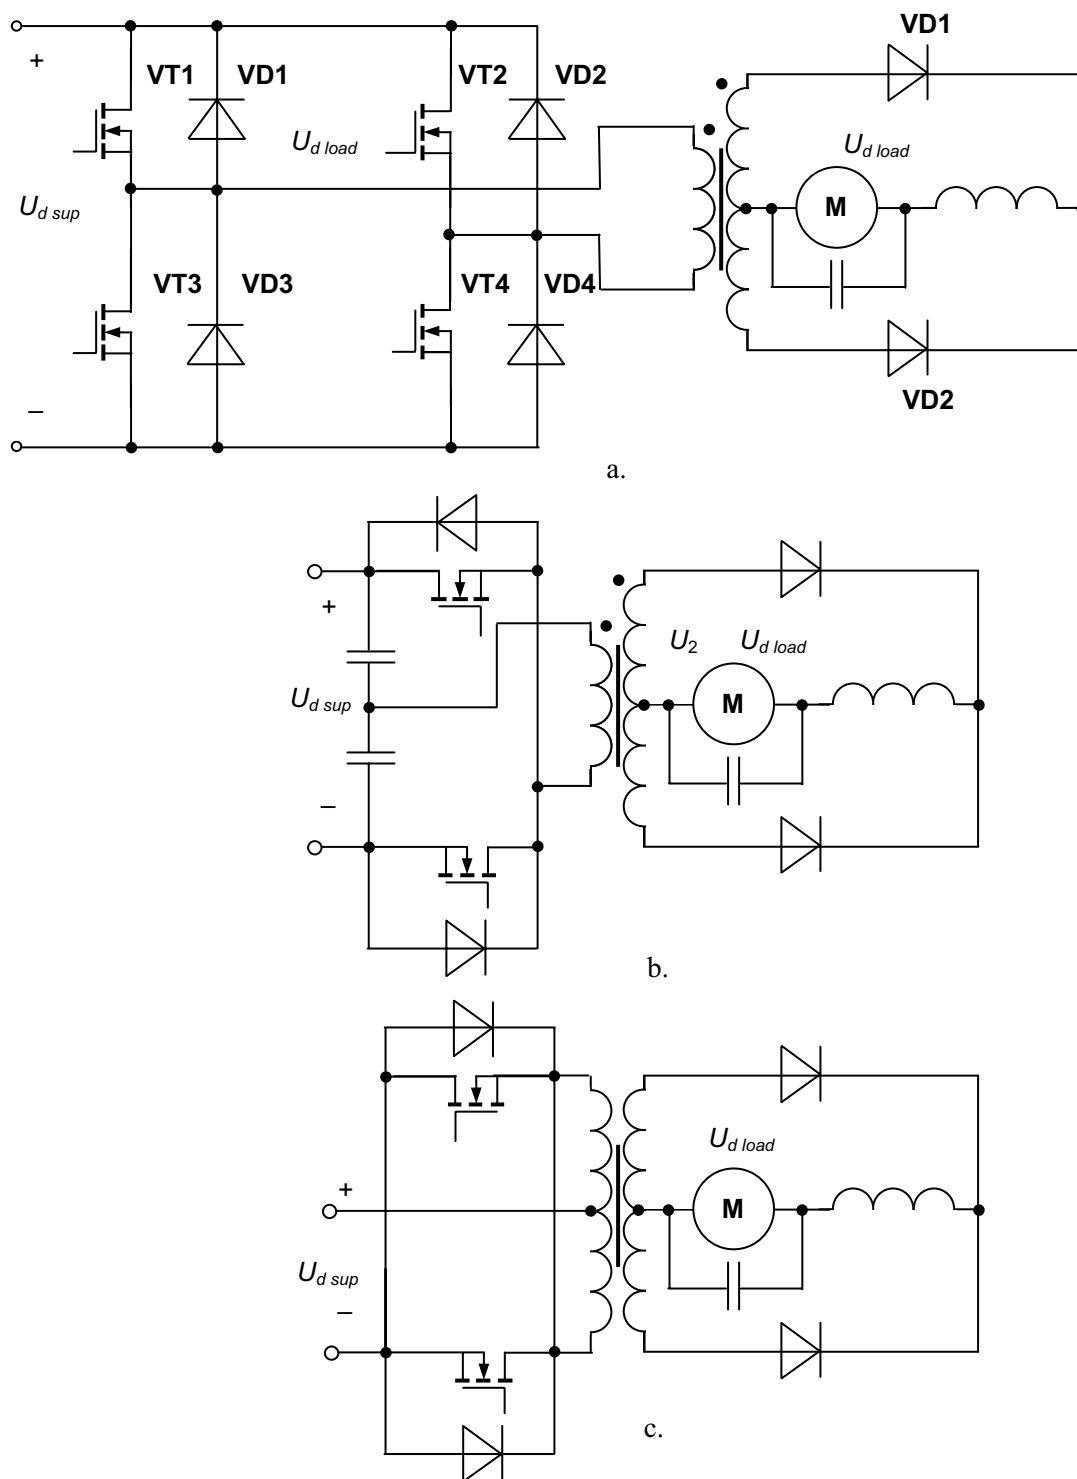 VD1
+
VT1 VD1 VT2 VD2
U_d load
U_d load
M
U_d sup
VT3 VD3 VT4 VD4
VD2
–
a.
+
U_2 U_d load
U_d sup
M
–
b.
U_d load
+
M
U_d sup
–
c.